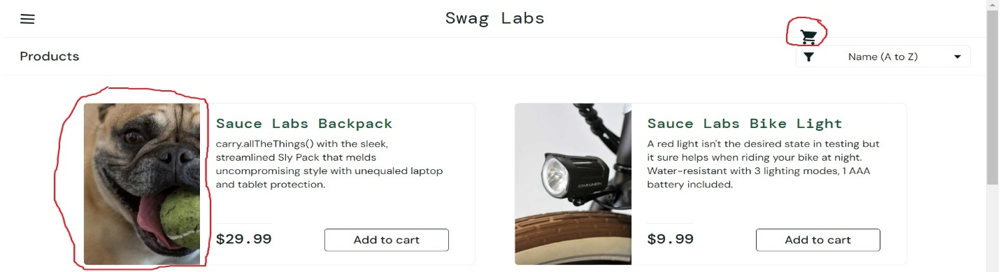 Swag Labs
Products
Name (A to Z)
Sauce Labs Backpack
carry.allTheThings() with the sleek,
streamlined Sly Pack that melds
uncompromising style with unequaled laptop
and tablet protection.
$29.99
Add to cart
Sauce Labs Bike Light
A red light isn't the desired state in testing but
it sure helps when riding your bike at night.
Water-resistant with 3 lighting modes, 1 AAA
battery included.
STAR UNION
$9.99
Add to cart